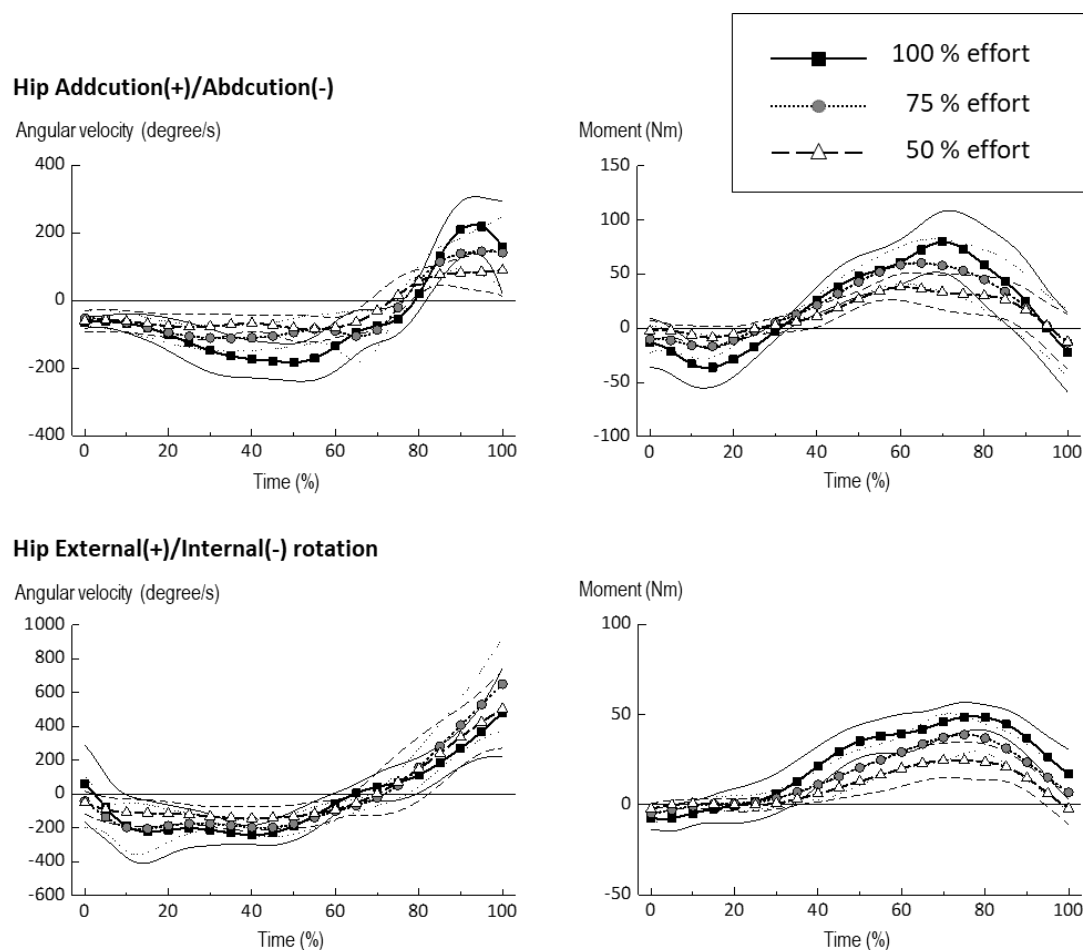 100 % effort
75 % effort
50 % effort
Hip Addcution(+)/Abdcution(-)
Angular velocity (degree/s)
400
200
0
-200
-400
0 20 40 60 80 100
Time (%)
Moment (Nm)
150
100
50
0
-50
-100
0 20 40 60 80 100
Time (%)
Hip External(+)/Internal(-) rotation
Angular velocity (degree/s)
1000
800
600
400
200
0
-200
-400
-600
0 20 40 60 80 100
Time (%)
Moment (Nm)
100
50
0
-50
0 20 40 60 80 100
Time (%)